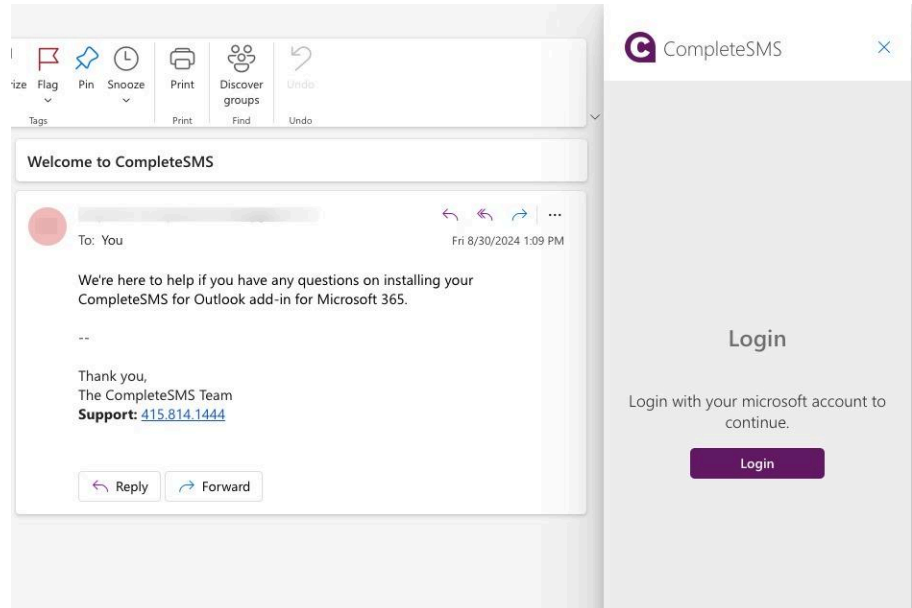 ize Flag Pin Snooze Print Discover groups Undo
Tags Print Find Undo
Welcome to CompleteSMS
To: You
Fri 8/30/2024 1:09 PM
We're here to help if you have any questions on installing your
CompleteSMS for Outlook add-in for Microsoft 365.
--
Thank you,
The CompleteSMS Team
Support: 415.814.1444
Reply Forward
CompleteSMS
Login
Login with your microsoft account to
continue.
Login